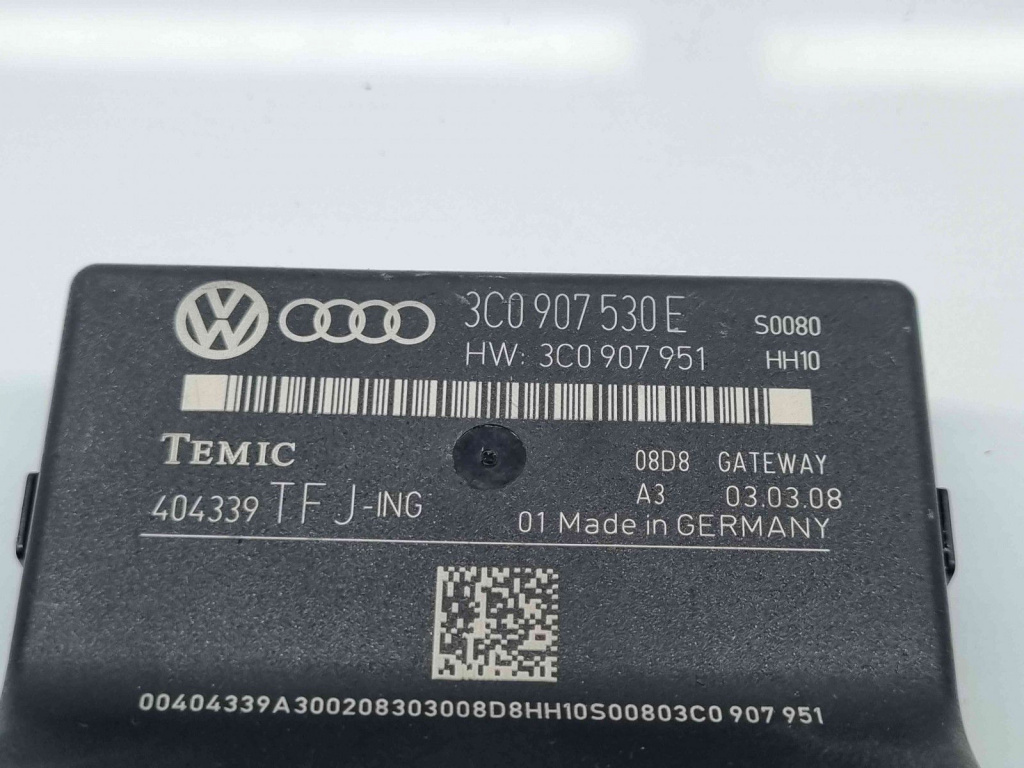 3C0 907 530 E S0080
HW: 3C0 907 951 HH10
TEMIC 08D8 GATEWAY
404339 TF J-ING A3 03.03.08
01 Made in GERMANY
00404339A300208303008D8HH10S00803C0 907 951